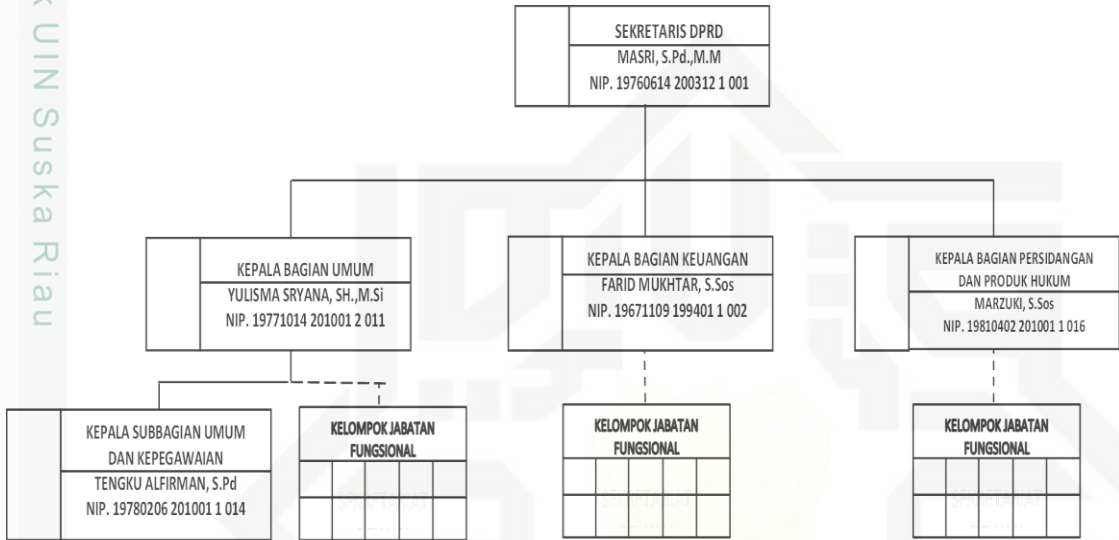 k UIN Suska Riau
SEKRETARIS DPRD
MASRI, S.Pd.,M.M
NIP. 19760614 200312 1 001
KEPALA BAGIAN UMUM
YULISMA SRYANA, SH.,M.Si
NIP. 19771014 201001 2 011
KEPALA BAGIAN KEUANGAN
FARID MUKHTAR, S.Sos
NIP. 19671109 199401 1 002
KEPALA BAGIAN PERSIDANGAN
DAN PRODUK HUKUM
MARZUKI, S.Sos
NIP. 19810402 201001 1 016
KEPALA SUBBAGIAN UMUM
DAN KEPEGAWAIAN
TENGKU ALFIRMAN, S.Pd
NIP. 19780206 201001 1 014
KELOMPOK JABATAN
FUNGSIONAL
KELOMPOK JABATAN
FUNGSIONAL
KELOMPOK JABATAN
FUNGSIONAL